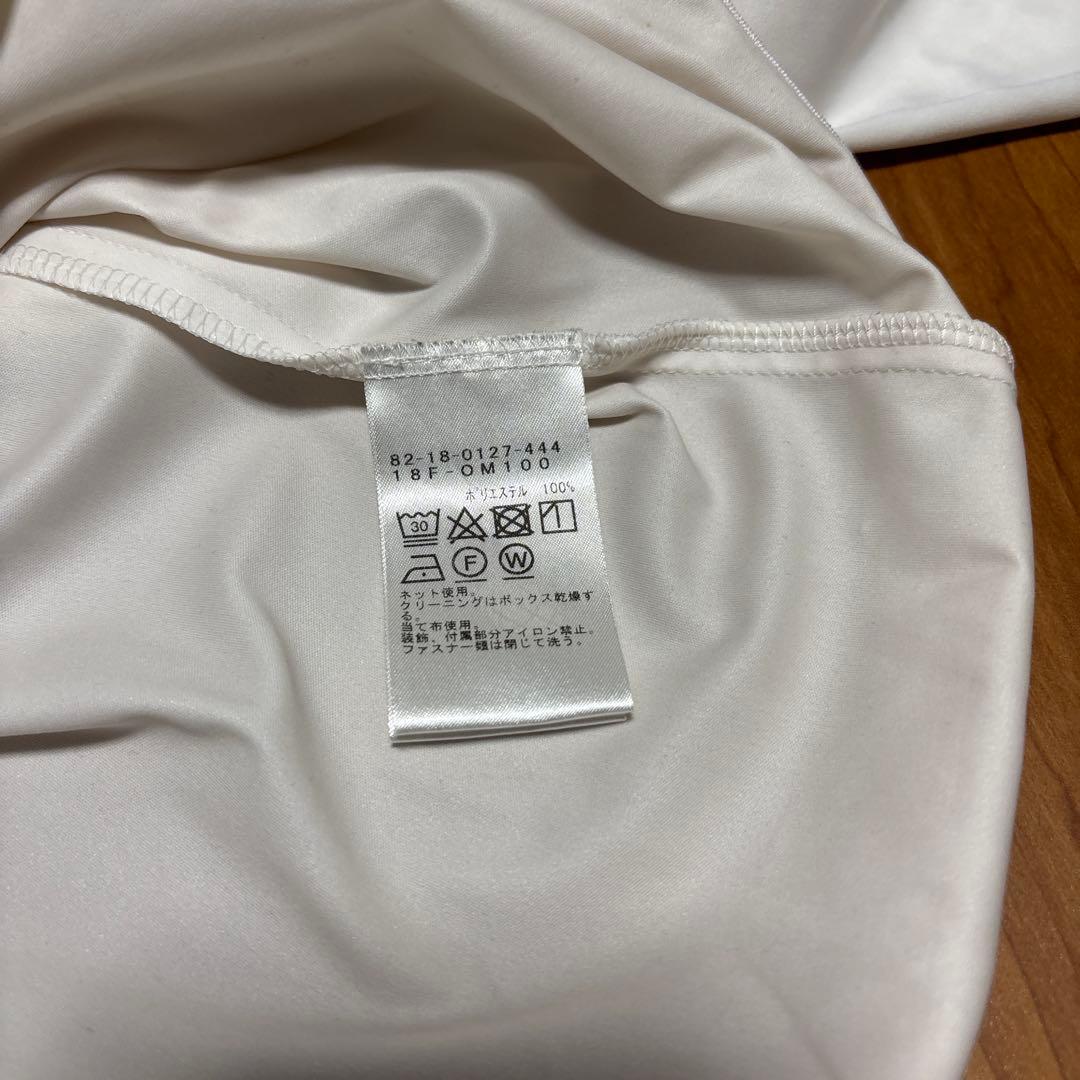 82-18-0127-444
18F-OM100
ポリエステル 100%
30
F W
ネット使用。
クリーニングはボックス乾燥す
る。
当て布使用。
装飾、付属部分アイロン禁止。
ファスナー類は閉じて洗う。